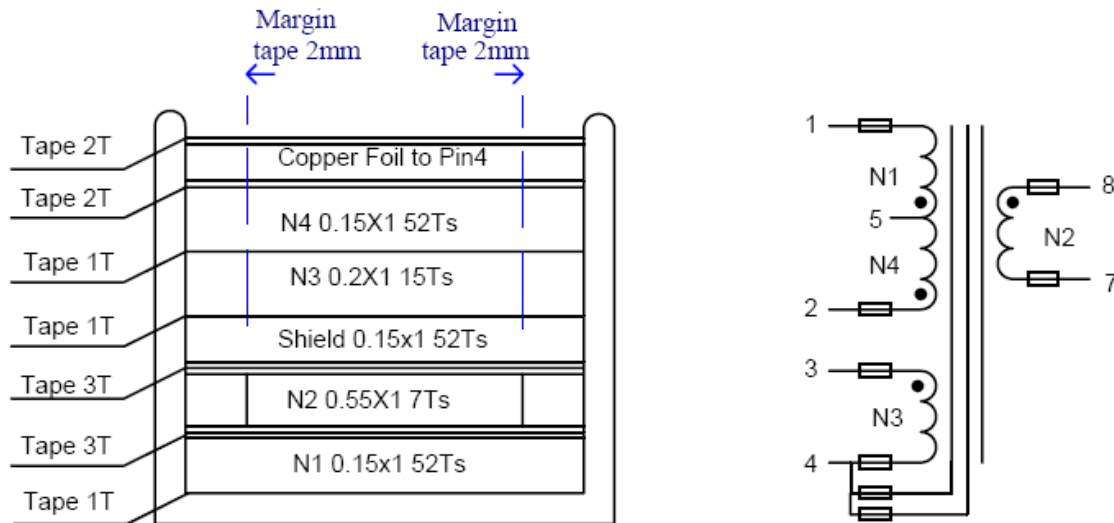 Margin
tape 2mm
Margin
tape 2mm
Tape 2T
Copper Foil to Pin4
Tape 2T
N4 0.15X1 52Ts
Tape 1T
N3 0.2X1 15Ts
Tape 1T
Shield 0.15x1 52Ts
Tape 3T
N2 0.55X1 7Ts
Tape 3T
N1 0.15x1 52Ts
Tape 1T
1
N1
5
N4
2
3
N3
4
8
N2
7